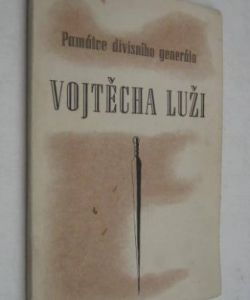 Památce divisního generála
VOJTĚCHA LUŽI